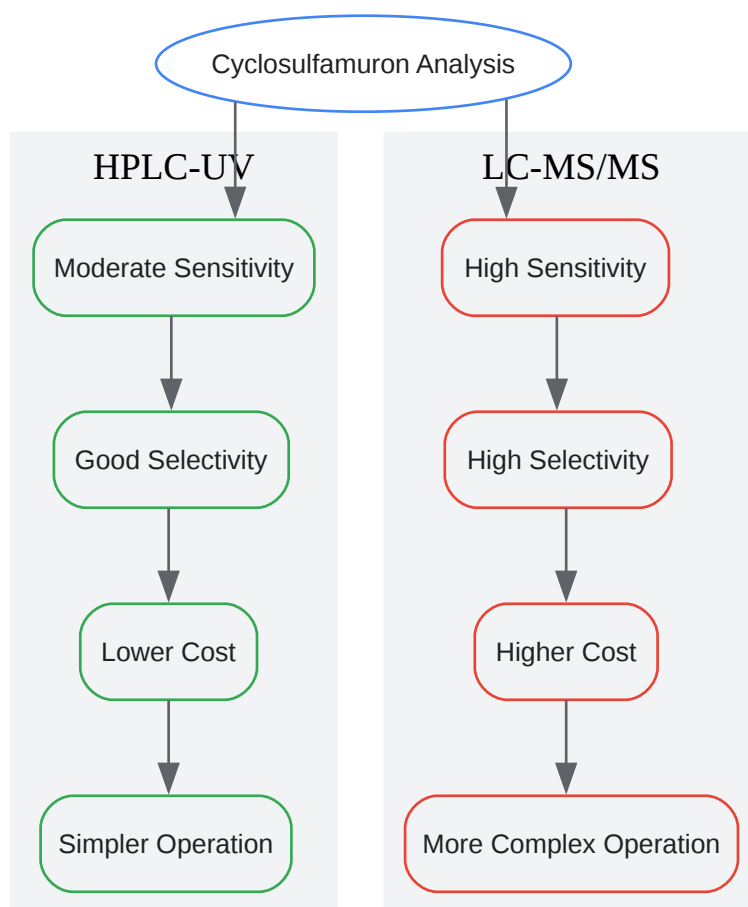 Cyclosulfamuron Analysis
HPLC-UV
Moderate Sensitivity
Good Selectivity
Lower Cost
Simpler Operation
LC-MS/MS
High Sensitivity
High Selectivity
Higher Cost
More Complex Operation